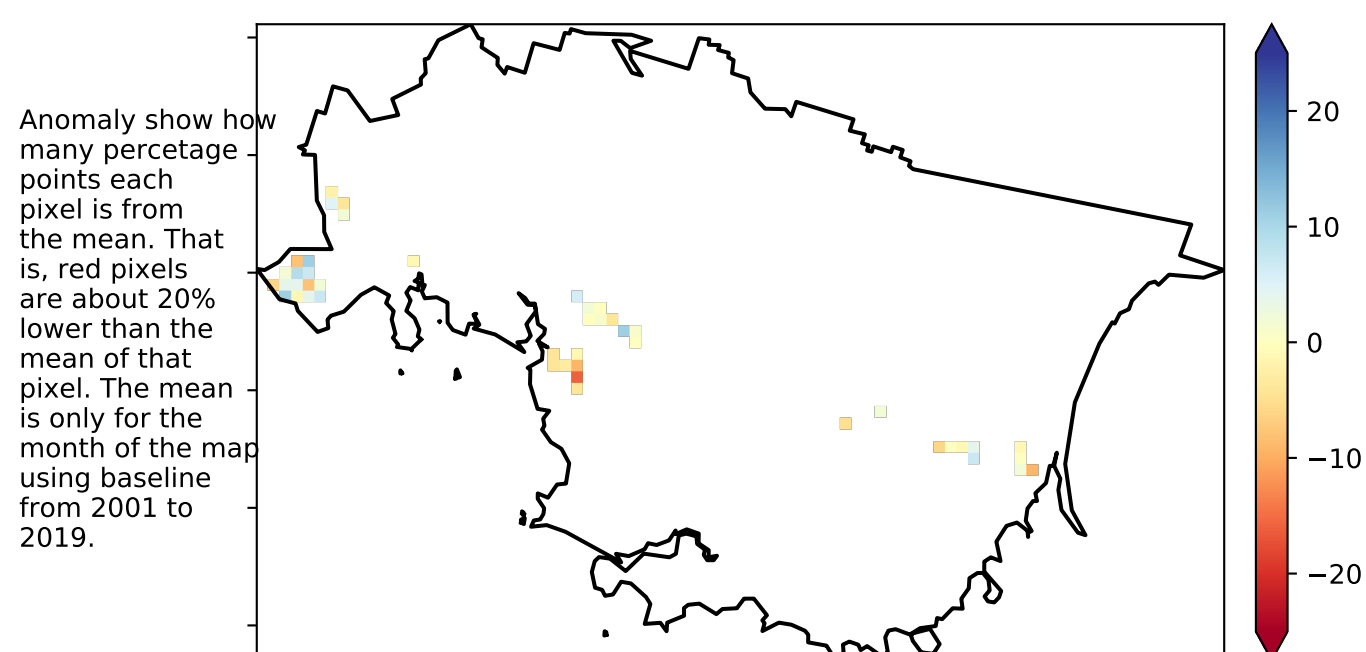 Anomaly show how
many percetage
points each
pixel is from
the mean. That
is, red pixels
are about 20%
lower than the
mean of that
pixel. The mean
is only for the
month of the map
using baseline
from 2001 to
2019.
20
10
0
−10
−20